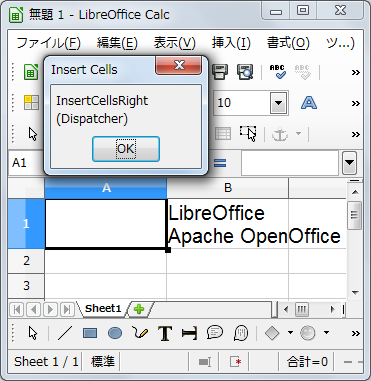 無題 1 - LibreOffice Calc
ファイル(F) 編集(E) 表示(V) 挿入(I) 書式(O) ツ...)
Insert Cells
InsertCellsRight
(Dispatcher)
OK
ABC ABC
10
A
A1
A B
1
LibreOffice
Apache OpenOffice
2
3
Sheet1
T
Sheet 1 / 1 標準 合計=0